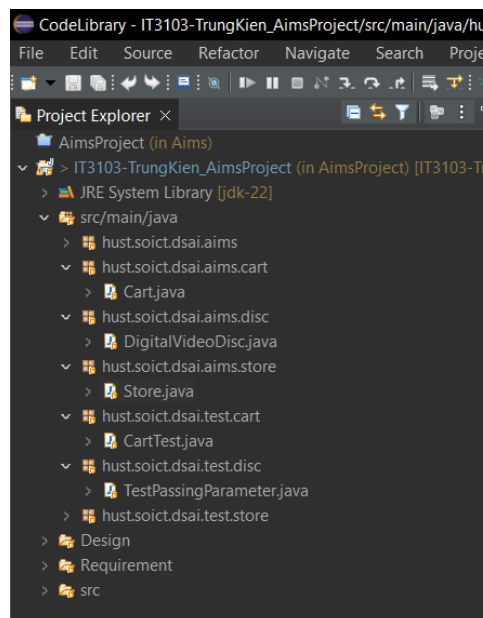 CodeLibrary - IT3103-TrungKien_AimsProject/src/main/java/hu
File Edit Source Refactor Navigate Search Proje
Project Explorer
AimsProject (in Aims)
> IT3103-TrungKien_AimsProject (in AimsProject) [IT3103-T
JRE System Library [jdk-22]
src/main/java
hust.soict.dsai.aims
hust.soict.dsai.aims.cart
Cart.java
hust.soict.dsai.aims.disc
DigitalVideoDisc.java
hust.soict.dsai.aims.store
Store.java
hust.soict.dsai.test.cart
CartTest.java
hust.soict.dsai.test.disc
TestPassingParameter.java
hust.soict.dsai.test.store
Design
Requirement
src